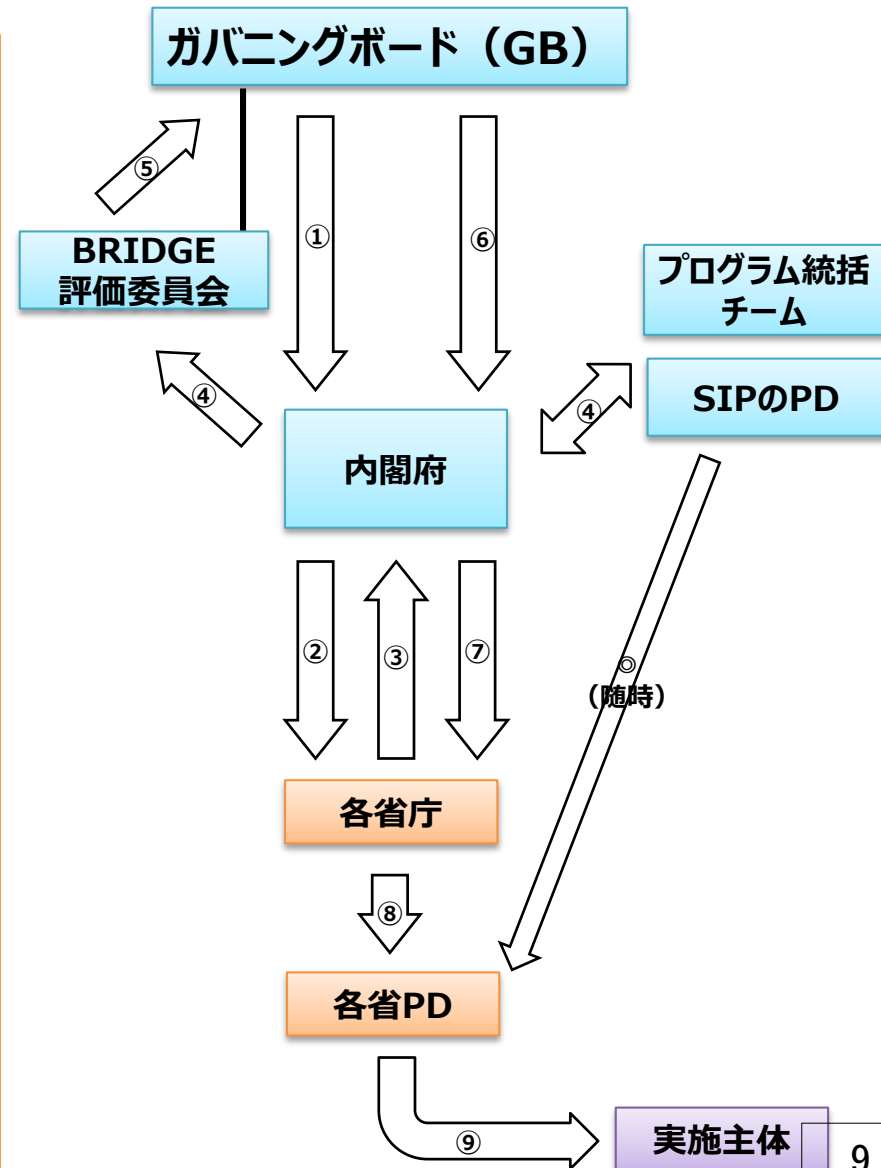 ガバニングボード（GB）
⑤
①
⑥
BRIDGE
評価委員会
プログラム統括
チーム
④
④
SIPのPD
内閣府
②
③
⑦
◎
（随時）
各省庁
⑧
各省PD
⑨
実施主体
9